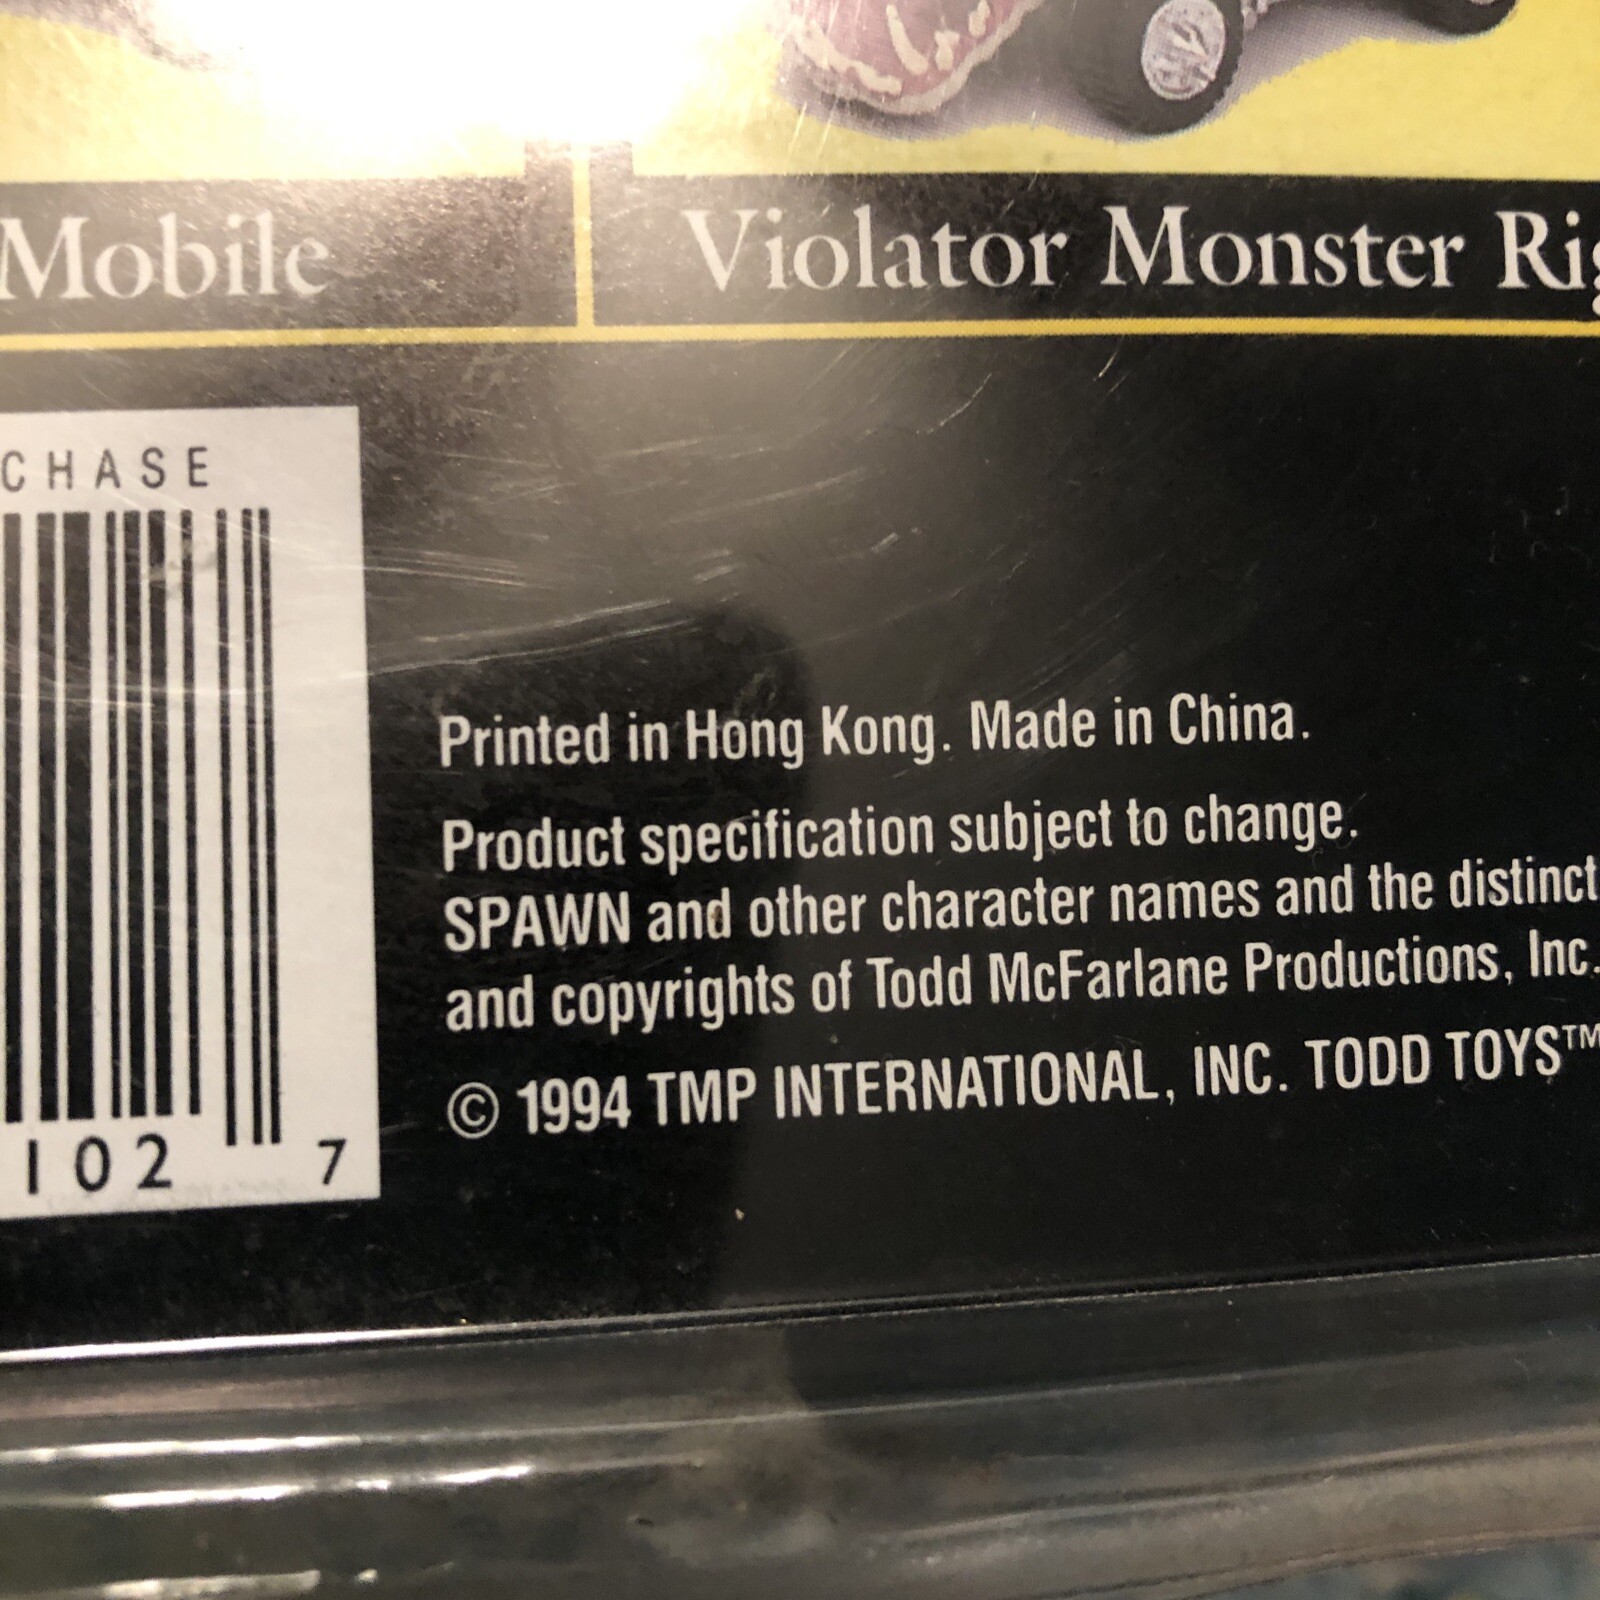 Mobile
Violator Monster Rig
CHASE
Printed in Hong Kong. Made in China.
Product specification subject to change.
SPAWN and other character names and the distinct
and copyrights of Todd McFarlane Productions, Inc.
© 1994 TMP INTERNATIONAL, INC. TODD TOYS™
102 7